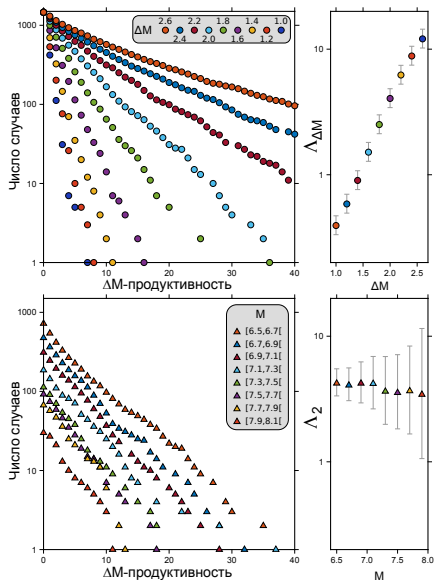 ΔM
2.6 2.2 1.8 1.4 1.0
2.4 2.0 1.6 1.2
1000
100
10
1
Число случаев
0 10 20 30 40
ΔM-продуктивность
10
1
Λ_ΔM
1.0 1.5 2.0 2.5
ΔM
M
[6.5,6.7[
[6.7,6.9[
[6.9,7.1[
[7.1,7.3[
[7.3,7.5[
[7.5,7.7[
[7.7,7.9[
[7.9,8.1[
1000
100
10
1
Число случаев
0 10 20 30 40
ΔM-продуктивность
10
1
Λ_2
6.5 7.0 7.5 8.0
M